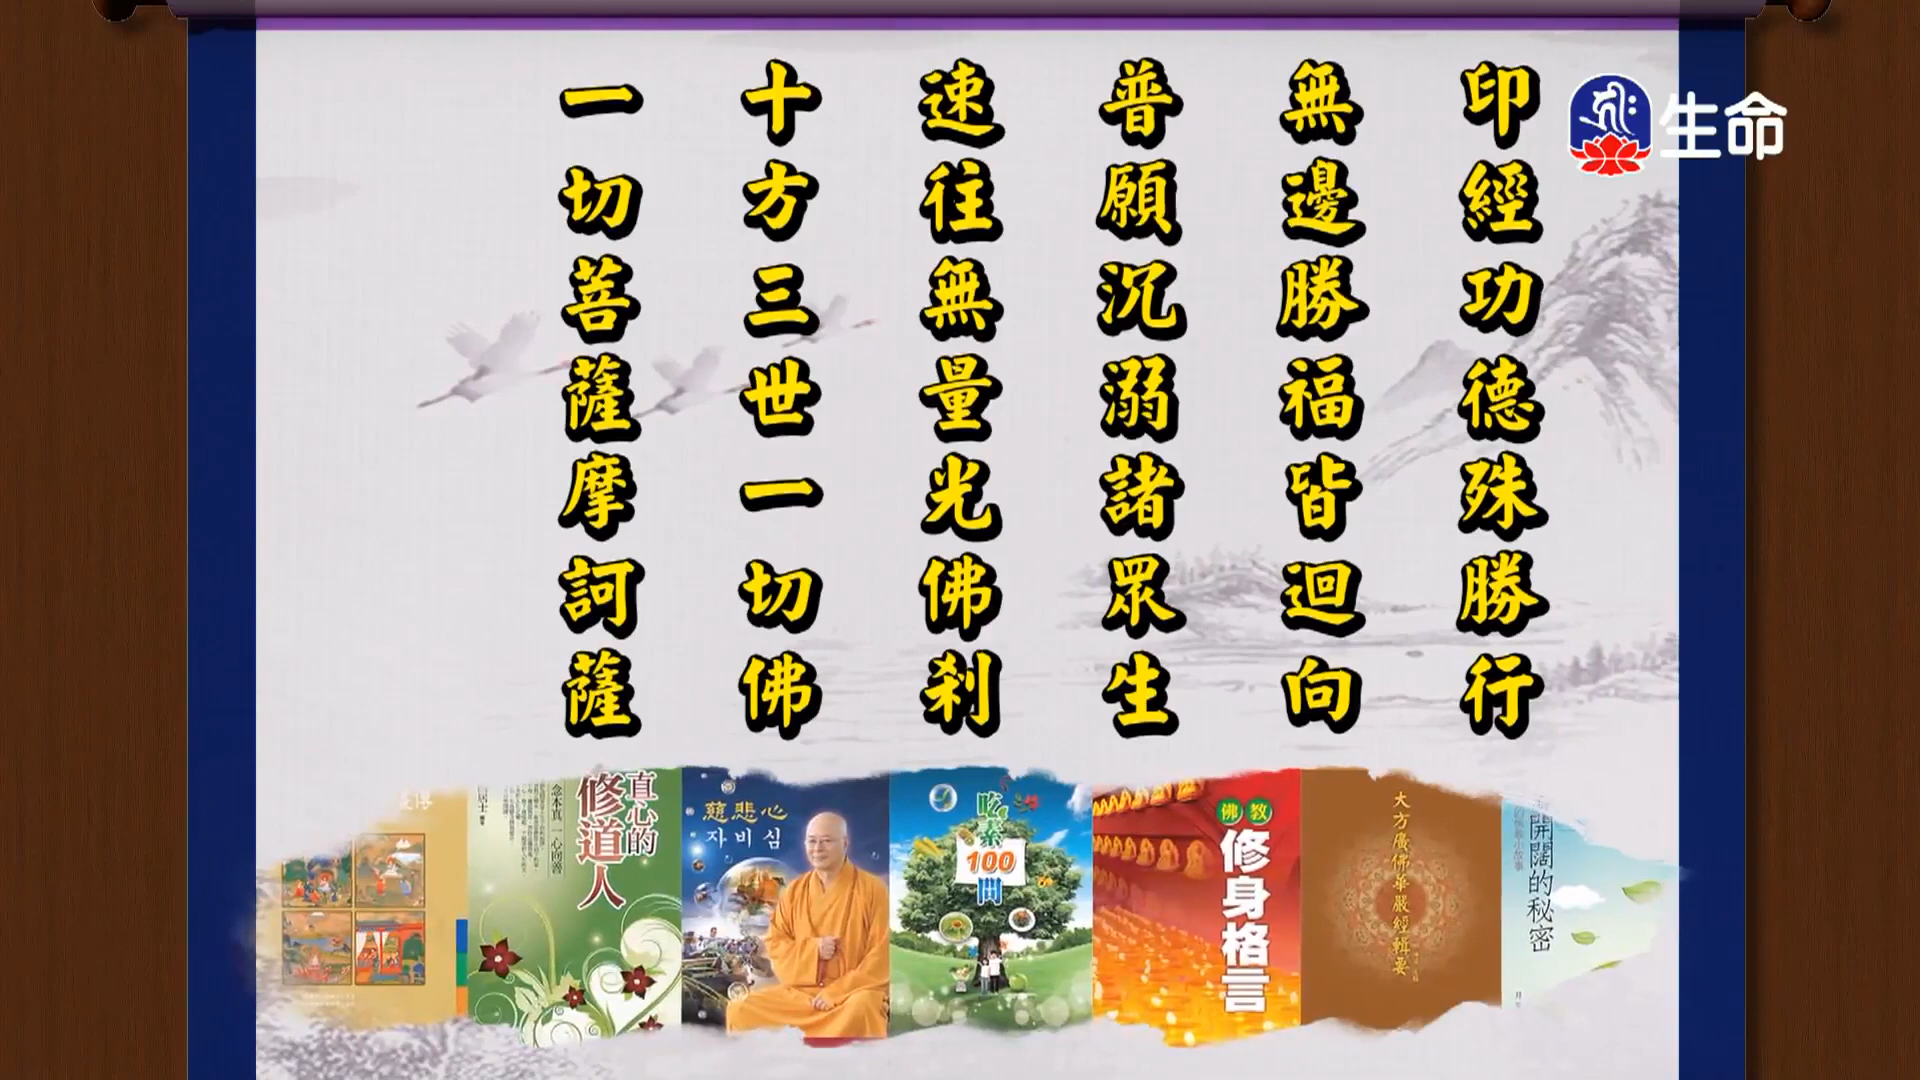 印經功德殊勝行
無邊勝福皆迴向
普願沉溺諸眾生
速往無量光佛剎
十方三世一切佛
一切菩薩摩訶薩
生命
直心的
修道人
念本真 一心向善
慈悲心
자비심
吃素
100
問
佛教
修身格言
大方廣佛華嚴經輯要
開闊的秘密